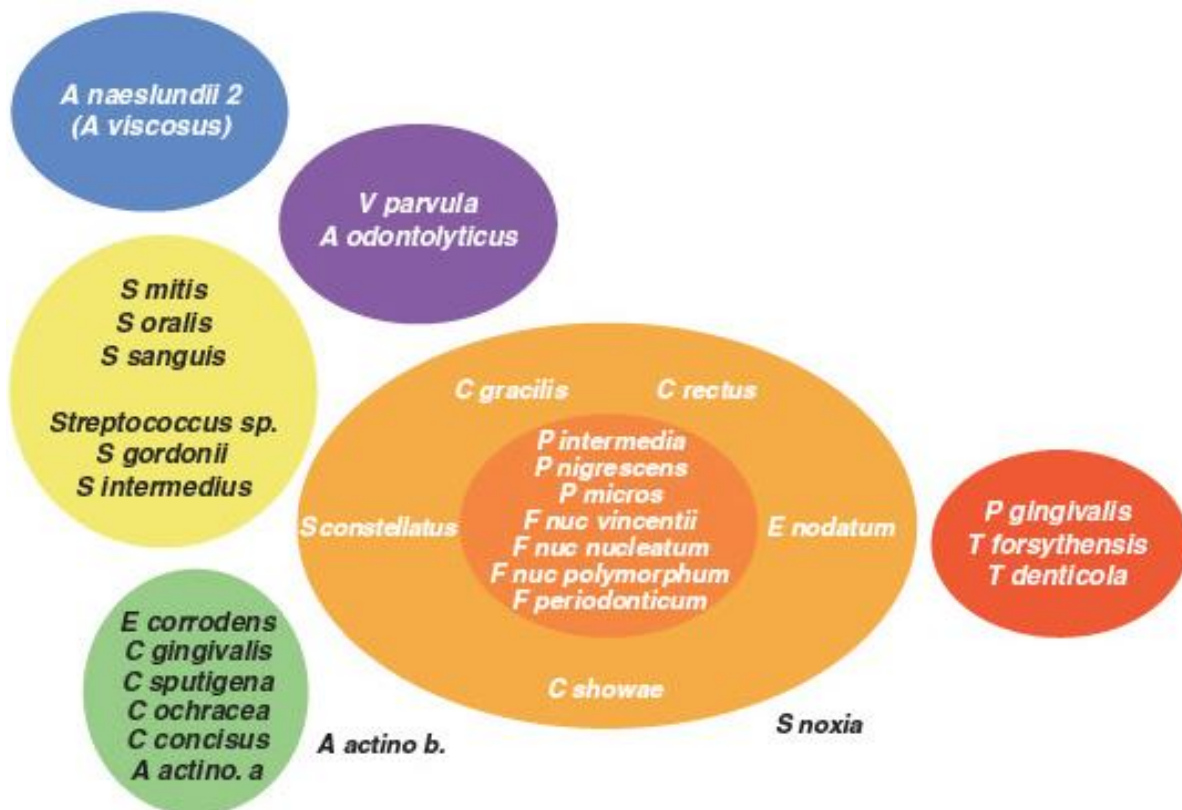 A naeslundii 2
(A viscosus)
V parvula
A odontolyticus
S mitis
S oralis
S sanguis
Streptococcus sp.
S gordonii
S intermedius
C gracilis
C rectus
P intermedia
P nigrescens
P micros
F nuc vincentii
F nuc nucleatum
F nuc polymorphum
F periodonticum
S constellatus
E nodatum
C showae
P gingivalis
T forsythensis
T denticola
E corrodens
C gingivalis
C sputigena
C ochracea
C concisus
A actino. a
A actino b.
S noxia